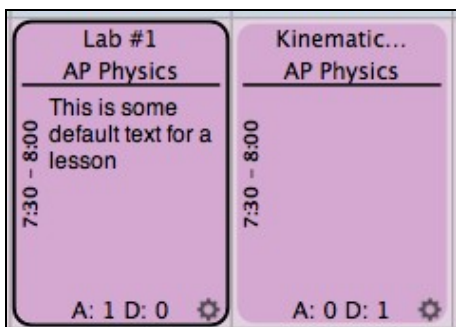 Lab #1
AP Physics
7:30 - 8:00
This is some
default text for a
lesson
A: 1 D: 0
Kinematic...
AP Physics
7:30 - 8:00
A: 0 D: 1